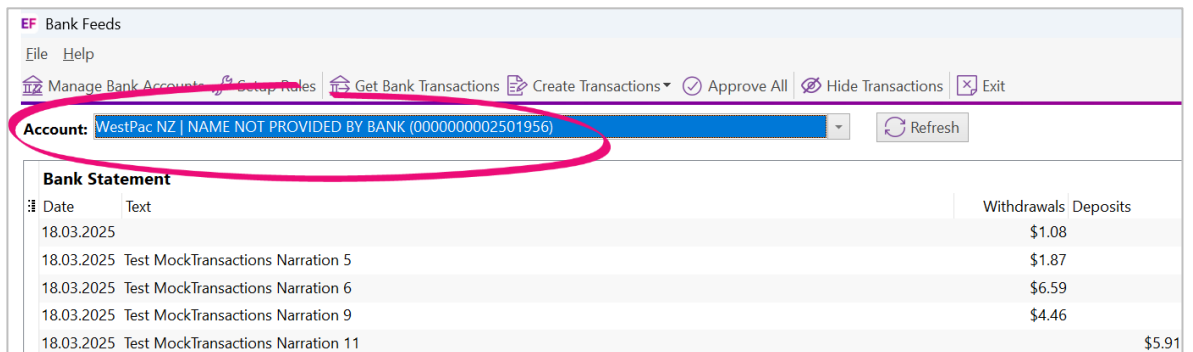 EF Bank Feeds
File Help
Manage Bank Accounts Setup Rules Get Bank Transactions Create Transactions Approve All Hide Transactions Exit
Account: WestPac NZ | NAME NOT PROVIDED BY BANK (0000000002501956) Refresh
Bank Statement
Date Text Withdrawals Deposits
18.03.2025 $1.08
18.03.2025 Test MockTransactions Narration 5 $1.87
18.03.2025 Test MockTransactions Narration 6 $6.59
18.03.2025 Test MockTransactions Narration 9 $4.46
18.03.2025 Test MockTransactions Narration 11 $5.91